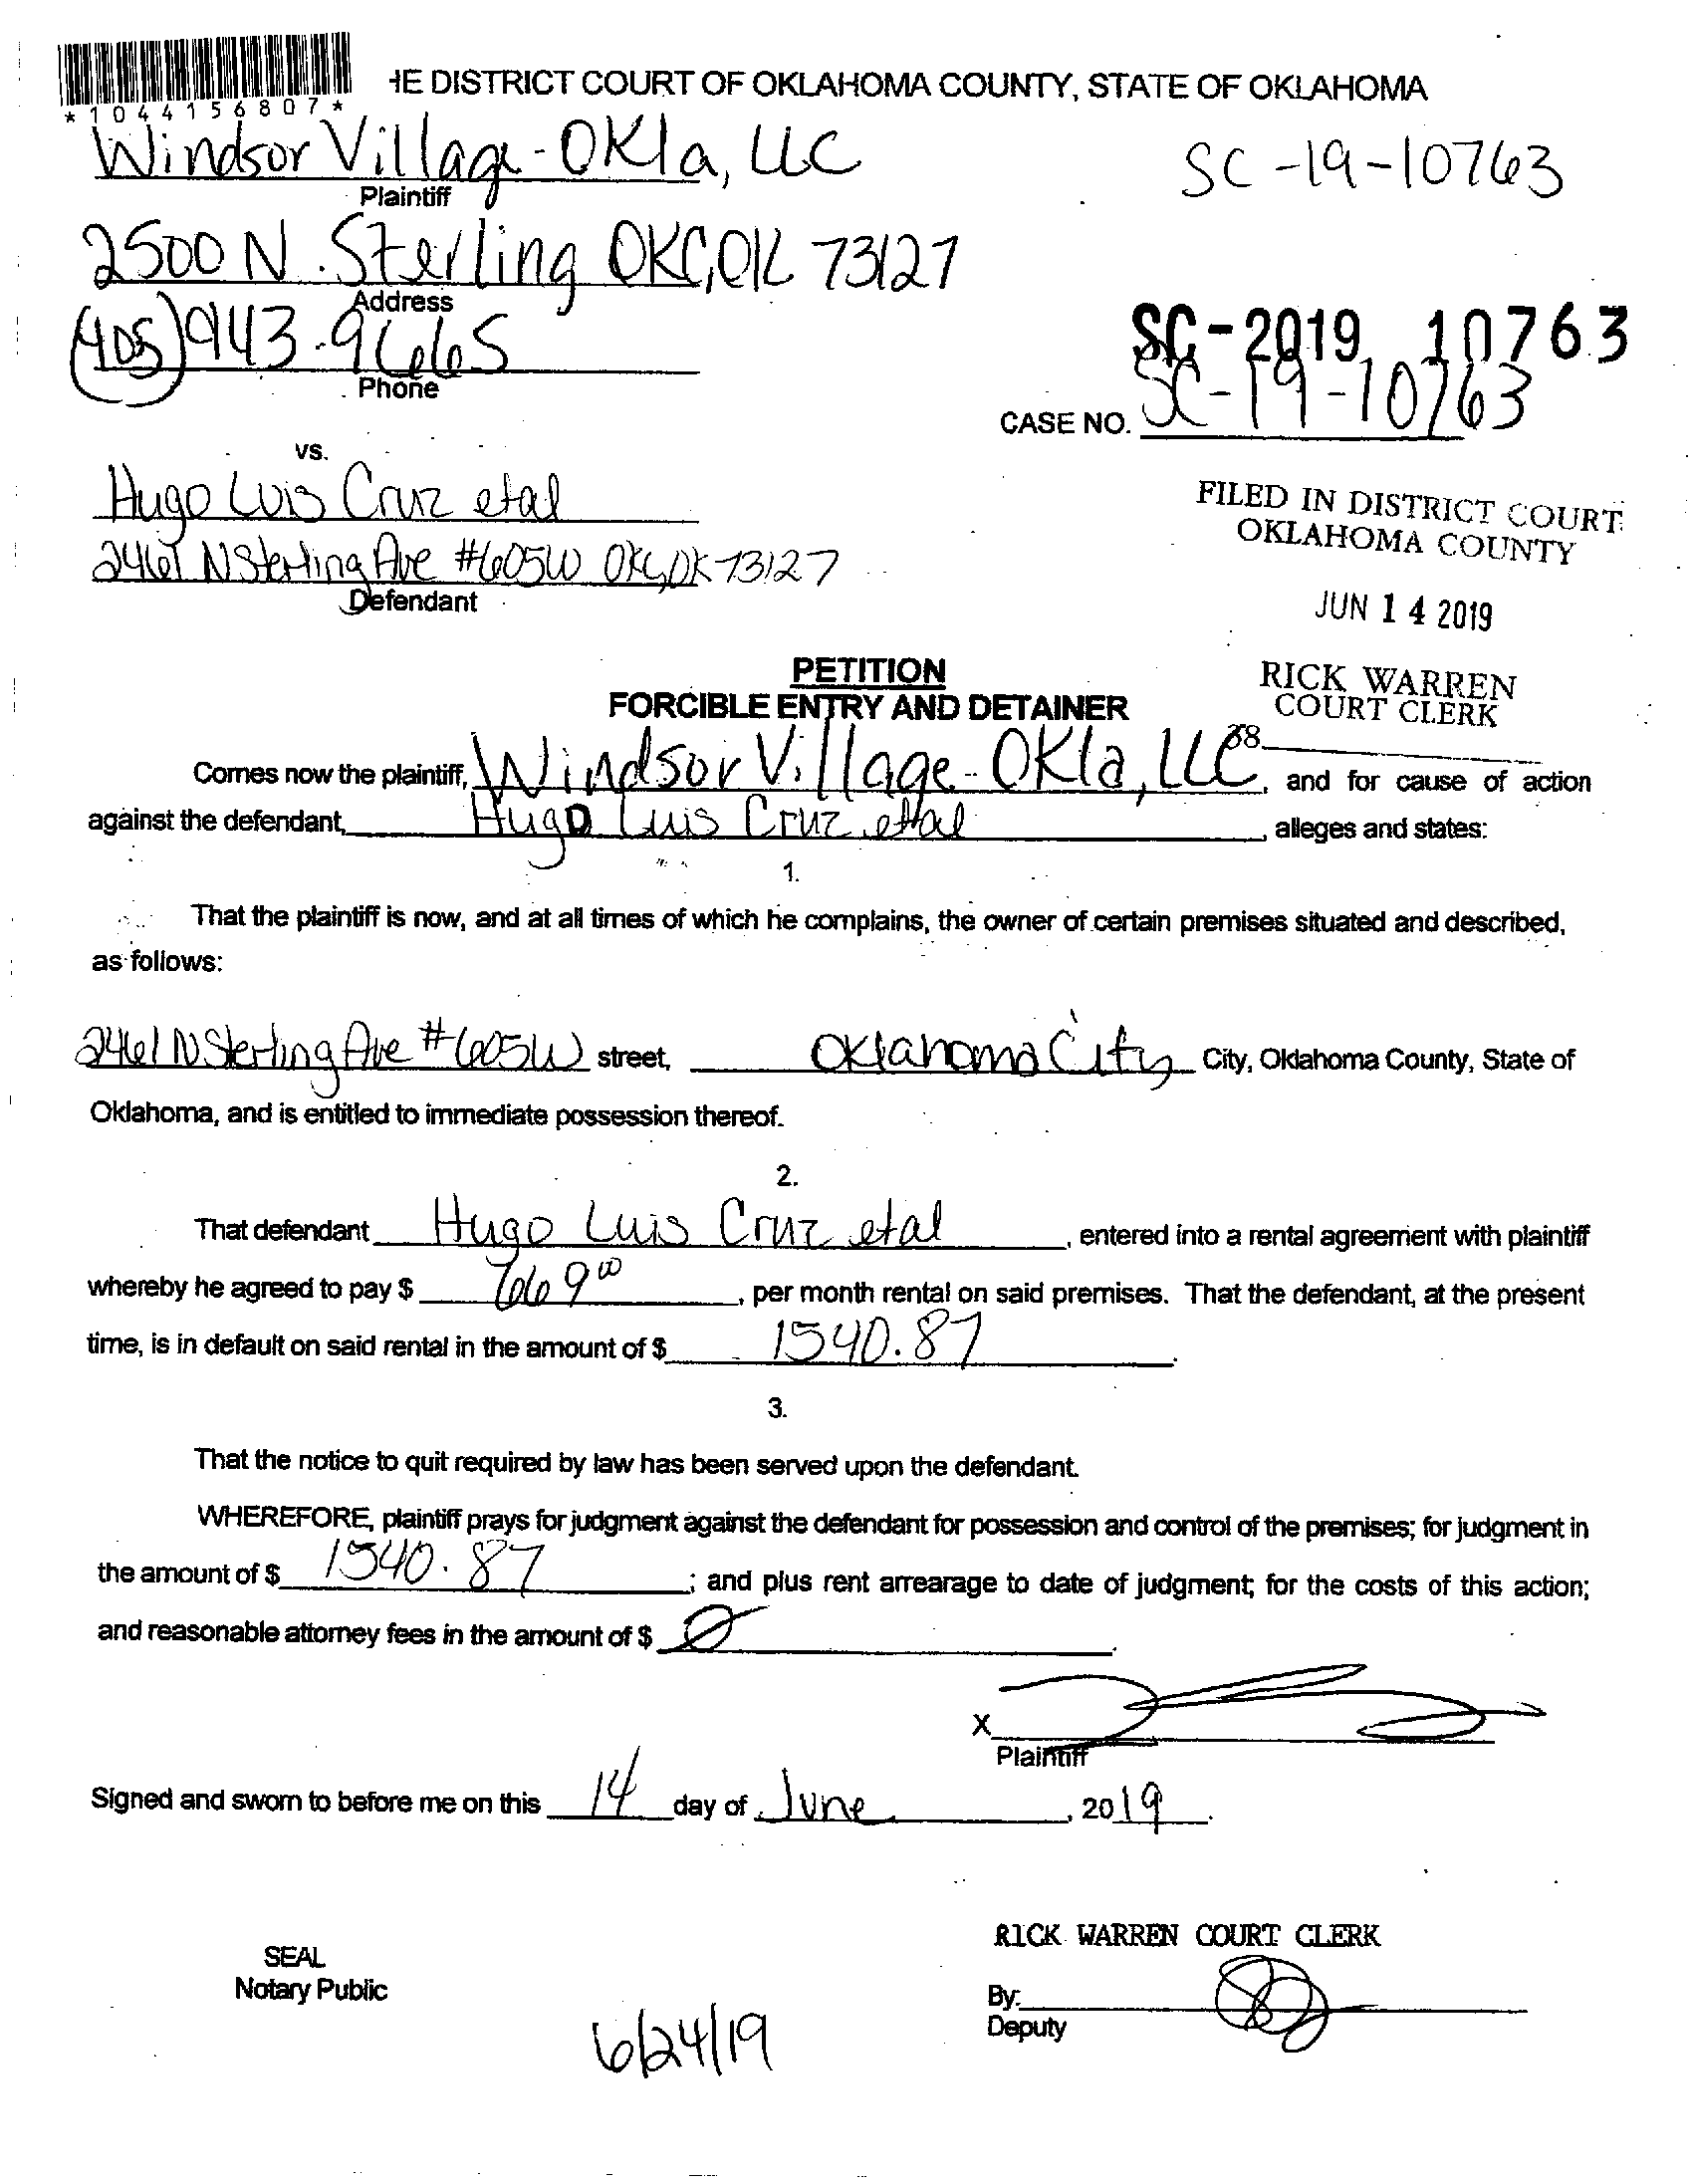 *1044156807*
HE DISTRICT COURT OF OKLAHOMA COUNTY, STATE OF OKLAHOMA
Windsor Village-Okla, LLC
SC-19-10763
Plaintiff
2500 N. Sterling OKC, OK 73127
Address
(405) 943-9665
Phone
SC-2019 10763
CASE NO. SC-19-10763
vs.
Hugo Luis Cruz etal
2461 N Sterling Ave #605W OKC, OK 73127
Defendant
FILED IN DISTRICT COURT
OKLAHOMA COUNTY
JUN 14 2019
RICK WARREN
COURT CLERK
38
PETITION
FORCIBLE ENTRY AND DETAINER
Comes now the plaintiff, Windsor Village-Okla, LLC, and for cause of action
against the defendant, Hugo Luis Cruz, etal, alleges and states:
1.
That the plaintiff is now, and at all times of which he complains, the owner of certain premises situated and described,
as follows:
2461 N Sterling Ave #605W street, Oklahoma City City, Oklahoma County, State of
Oklahoma, and is entitled to immediate possession thereof.
2.
That defendant Hugo Luis Cruz etal, entered into a rental agreement with plaintiff
whereby he agreed to pay $ 769 00, per month rental on said premises. That the defendant, at the present
time, is in default on said rental in the amount of $ 1540.87.
3.
That the notice to quit required by law has been served upon the defendant.
WHEREFORE, plaintiff prays for judgment against the defendant for possession and control of the premises; for judgment in
the amount of $ 1540.87; and plus rent arrearage to date of judgment; for the costs of this action;
and reasonable attorney fees in the amount of $ 0.
X
Plaintiff
Signed and sworn to before me on this 14 day of June, 2019.
RICK WARREN COURT CLERK
SEAL
Notary Public
By:
Deputy
6/24/19